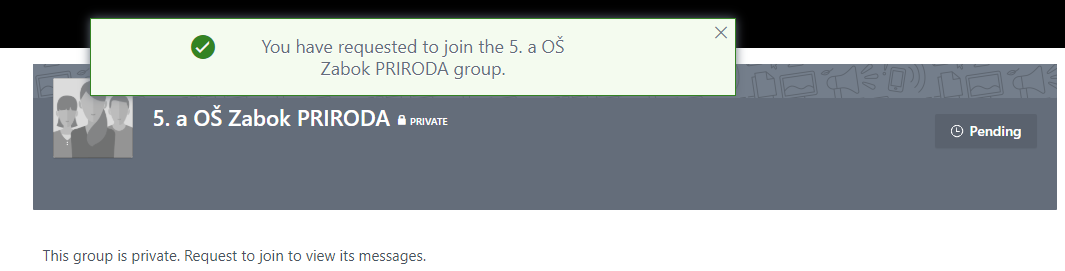 You have requested to join the 5. a OŠ
Zabok PRIRODA group.
5. a OŠ Zabok PRIRODA PRIVATE
Pending
This group is private. Request to join to view its messages.